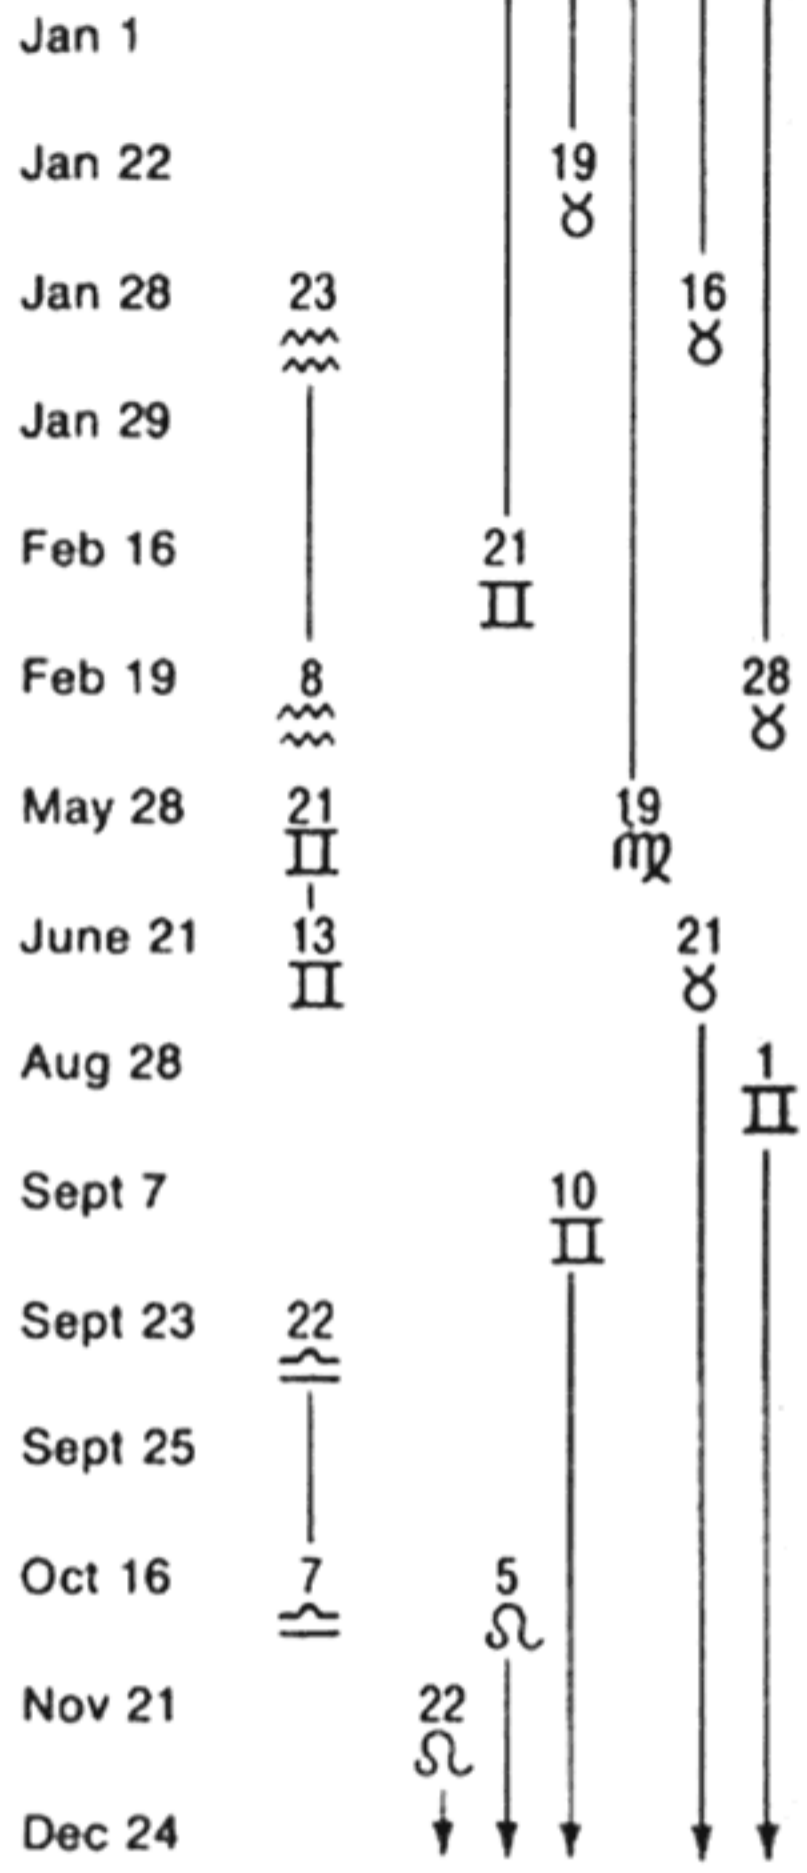 Jan 1
Jan 22 19
♉
Jan 28 23 16
♒ ♉
Jan 29
Feb 16 21
♊
Feb 19 8 28
♒ ♉
May 28 21 19
♊ ♍
June 21 13 21
♊ ♉
Aug 28 1
♊
Sept 7 10
♊
Sept 23 22
♎
Sept 25
Oct 16 7 5
♎ ♌
Nov 21 22
♌
Dec 24